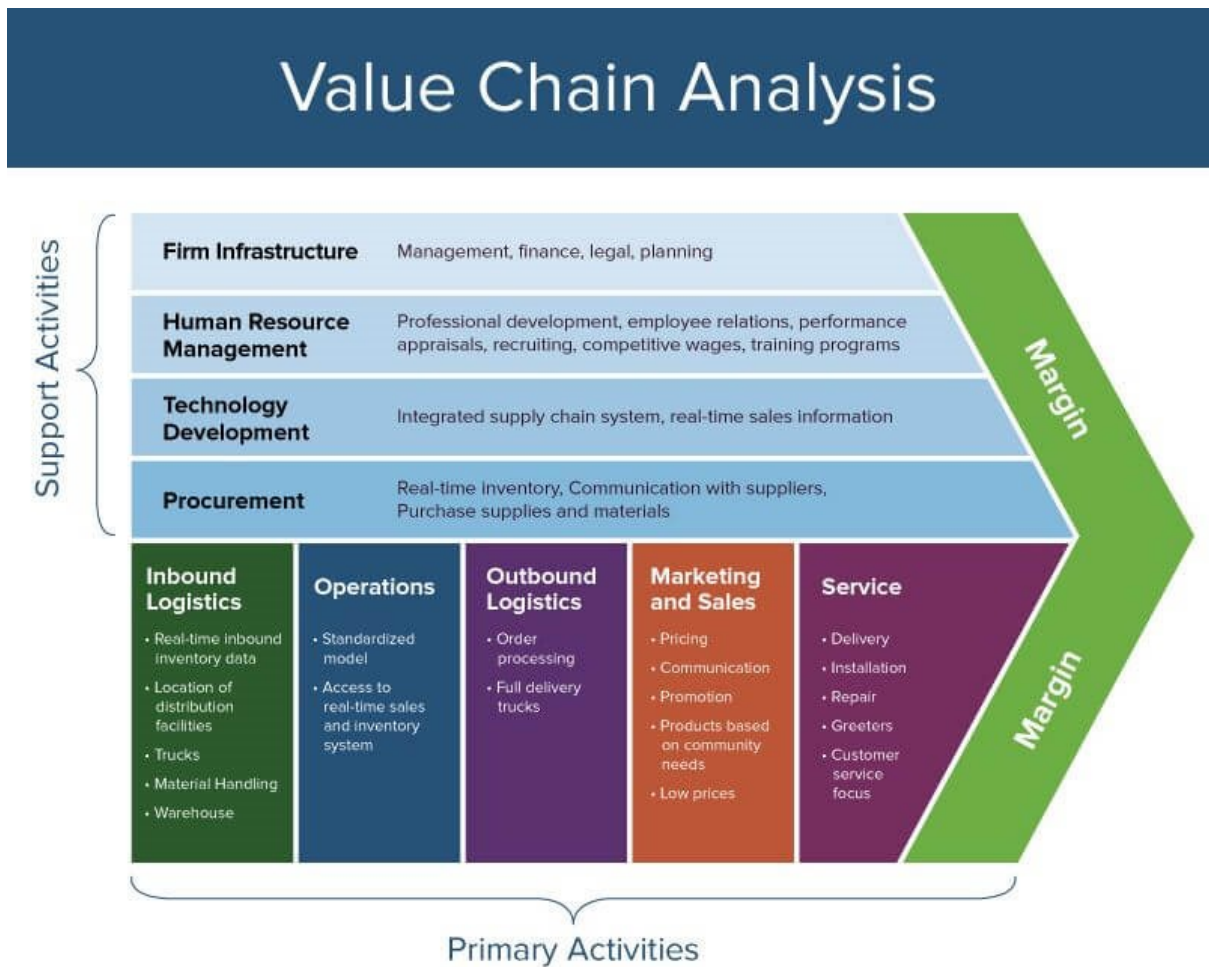 Value Chain Analysis
Support Activities
Firm Infrastructure
Management, finance, legal, planning
Human Resource
Management
Professional development, employee relations, performance
appraisals, recruiting, competitive wages, training programs
Technology
Development
Integrated supply chain system, real-time sales information
Procurement
Real-time inventory, Communication with suppliers,
Purchase supplies and materials
Margin
Inbound
Logistics
• Real-time inbound
inventory data
• Location of
distribution
facilities
• Trucks
• Material Handling
• Warehouse
Operations
• Standardized
model
• Access to
real-time sales
and inventory
system
Outbound
Logistics
• Order
processing
• Full delivery
trucks
Marketing
and Sales
• Pricing
• Communication
• Promotion
• Products based
on community
needs
• Low prices
Service
• Delivery
• Installation
• Repair
• Greeters
• Customer
service
focus
Margin
Primary Activities